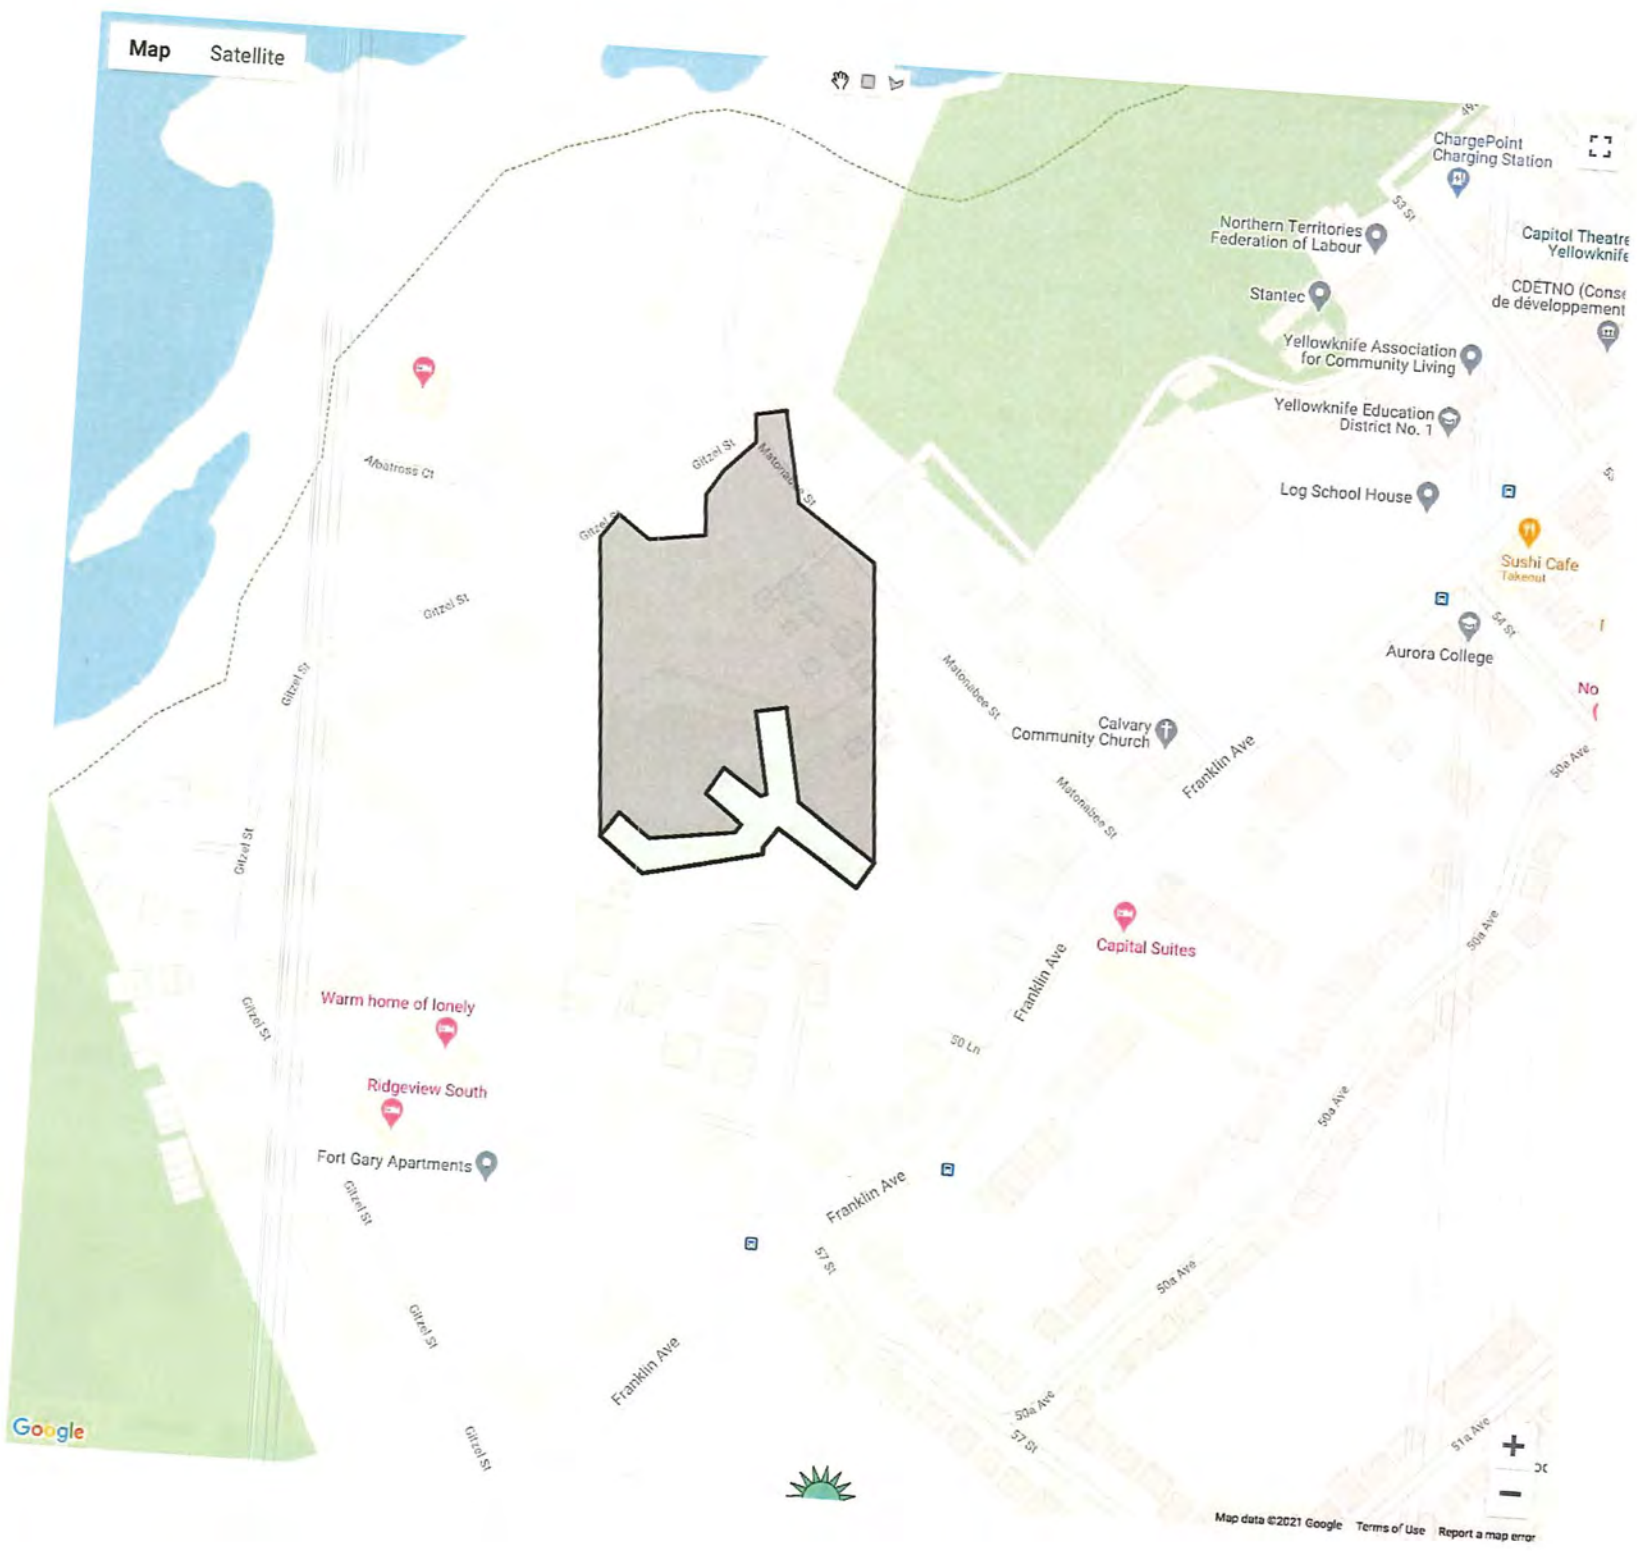 Map Satellite
49
ChargePoint
Charging Station
53 St
Northern Territories
Federation of Labour
Capitol Theatre
Yellowknife
Stantec
CDÉTNO (Conse
de développement
Yellowknife Association
for Community Living
Yellowknife Education
District No. 1
Gitzel St
Matonabee St
Albatross Ct
Log School House
Gitzel S
Sushi Cafe
Takeout
Gitzel St
54 St
Aurora College
Gitzel St
Matonabee St
No
Calvary
Community Church
Franklin Ave
50a Ave
Matonabee St
Gitzel St
Capital Suites
50a Ave
Franklin Ave
Warm home of lonely
Gitzel St
50 Ln
Ridgeview South
50a Ave
Fort Gary Apartments
Gitzel St
Franklin Ave
57 St
50a Ave
Gitzel St
Franklin Ave
50a Ave
57 St
51a Ave
Gitzel St
Google
Map data ©2021 Google Terms of Use Report a map error